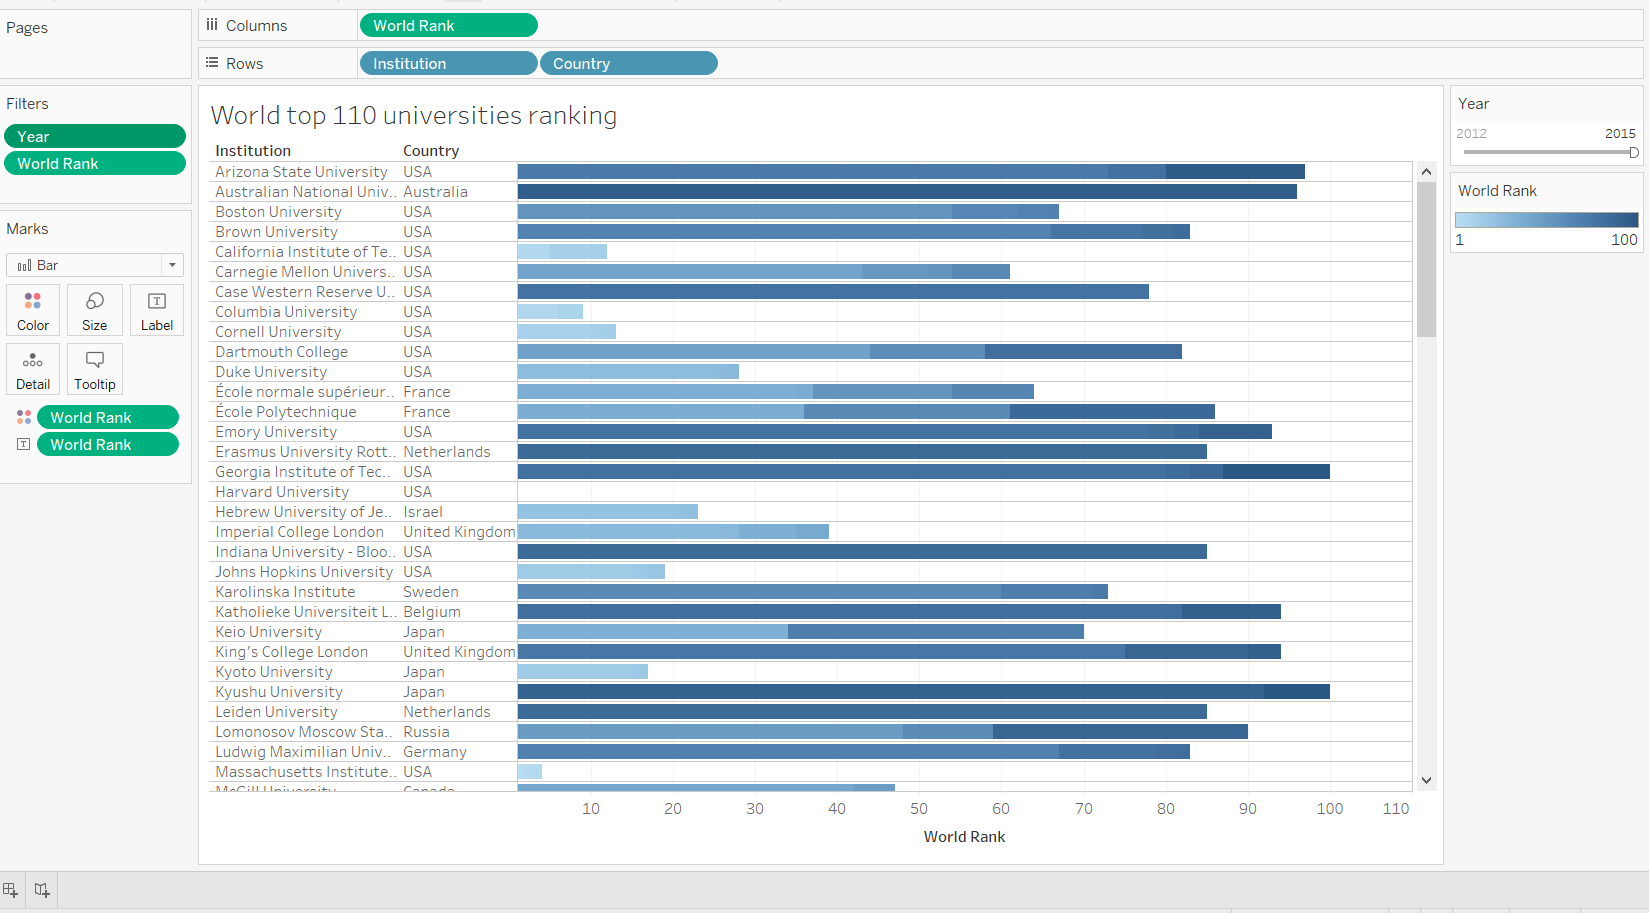 Pages
Columns
World Rank
Rows
Institution
Country
Filters
Year
World Rank
Marks
Bar
Color
Size
Label
Detail
Tooltip
World Rank
World Rank
World top 110 universities ranking
Institution Country
Arizona State University USA
Australian National Univ.. Australia
Boston University USA
Brown University USA
California Institute of Te.. USA
Carnegie Mellon Univers.. USA
Case Western Reserve U.. USA
Columbia University USA
Cornell University USA
Dartmouth College USA
Duke University USA
École normale supérieur.. France
École Polytechnique France
Emory University USA
Erasmus University Rott.. Netherlands
Georgia Institute of Tec.. USA
Harvard University USA
Hebrew University of Je.. Israel
Imperial College London United Kingdom
Indiana University - Bloo.. USA
Johns Hopkins University USA
Karolinska Institute Sweden
Katholieke Universiteit L.. Belgium
Keio University Japan
King's College London United Kingdom
Kyoto University Japan
Kyushu University Japan
Leiden University Netherlands
Lomonosov Moscow Sta.. Russia
Ludwig Maximilian Univ.. Germany
Massachusetts Institute.. USA
McGill University Canada
10 20 30 40 50 60 70 80 90 100 110
World Rank
Year
2012 2015
World Rank
1 100